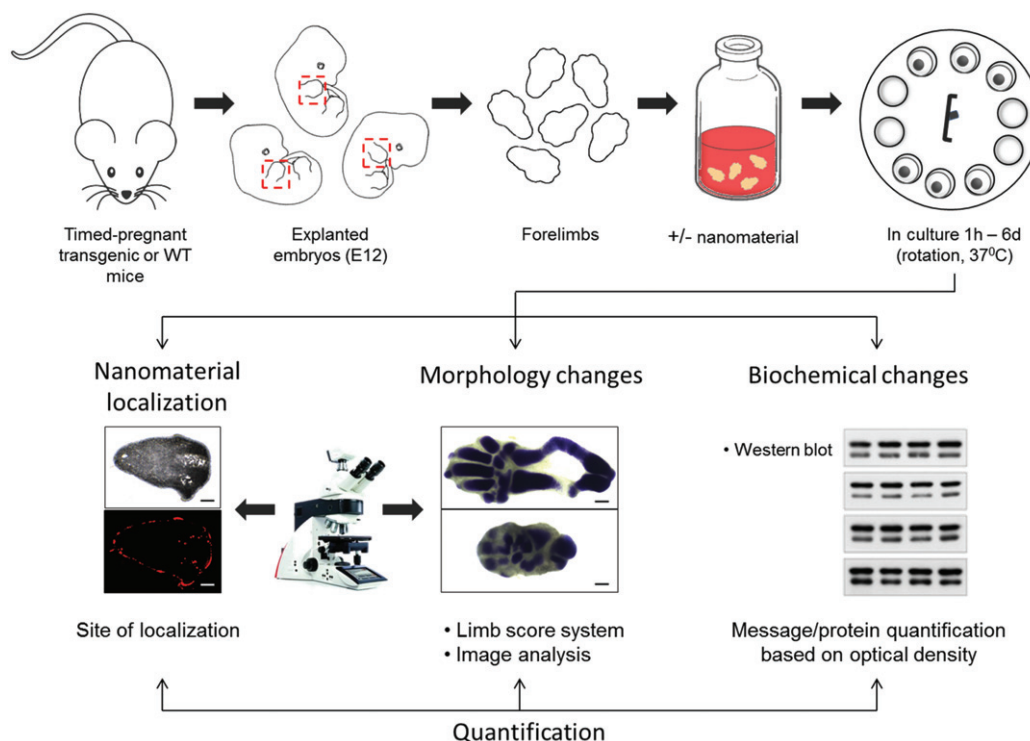 Timed-pregnant
transgenic or WT
mice
Explanted
embryos (E12)
Forelimbs
+/- nanomaterial
In culture 1h – 6d
(rotation, 37⁰C)
Nanomaterial
localization
Morphology changes
Biochemical changes
• Western blot
Site of localization
• Limb score system
• Image analysis
Message/protein quantification
based on optical density
Quantification